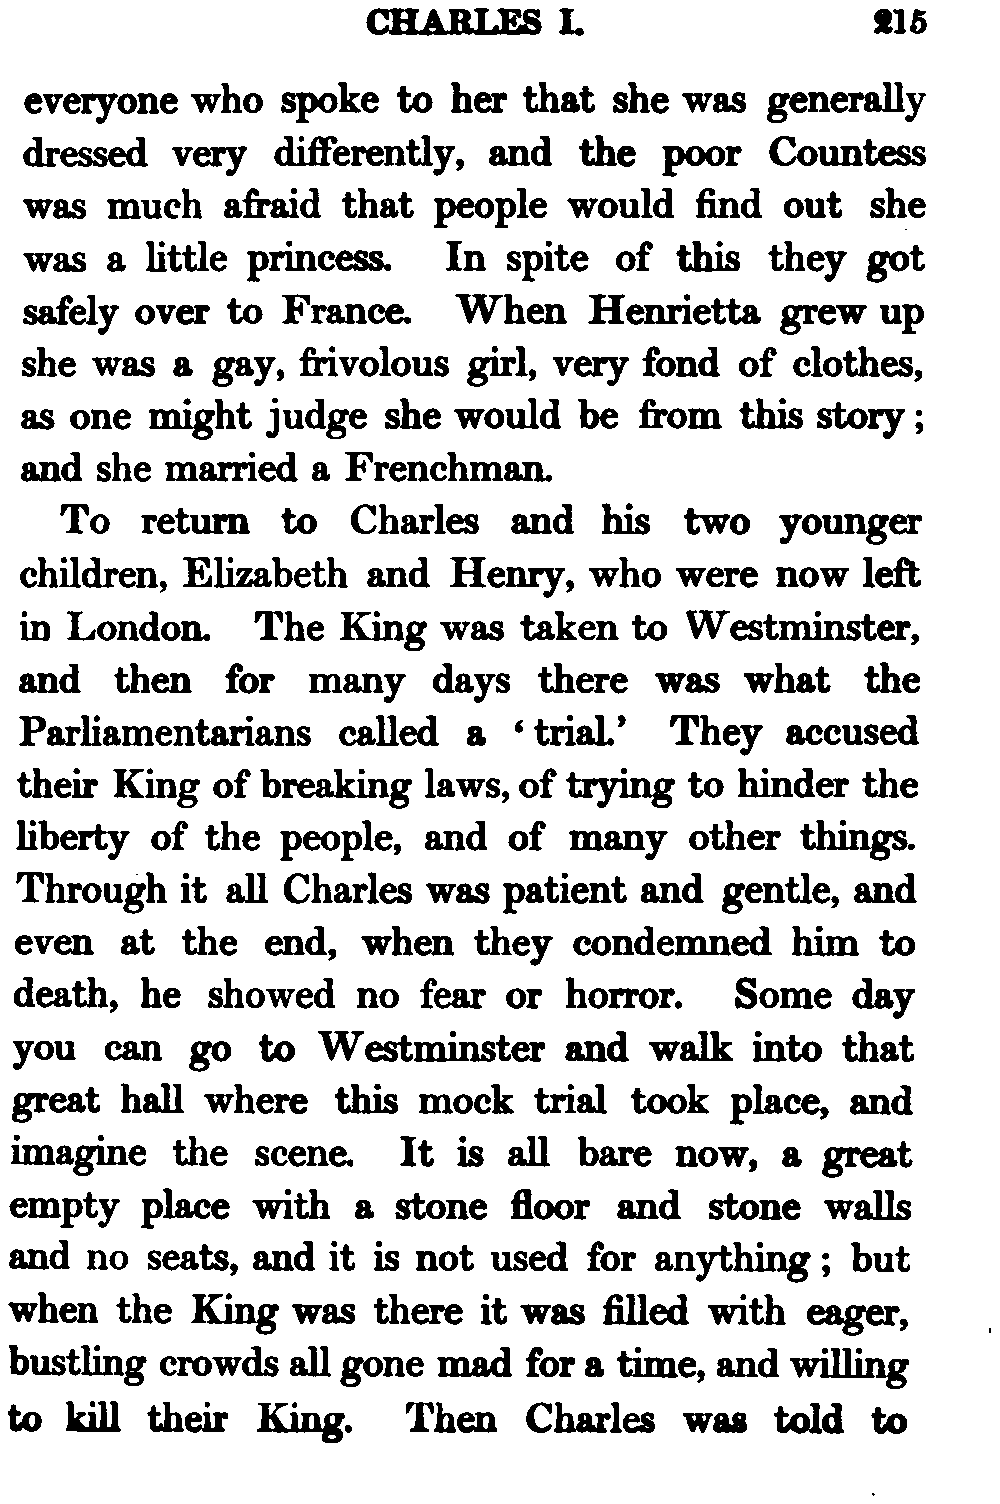 CHARLES I. 215
everyone who spoke to her that she was generally
dressed very differently, and the poor Countess
was much afraid that people would find out she
was a little princess. In spite of this they got
safely over to France. When Henrietta grew up
she was a gay, frivolous girl, very fond of clothes,
as one might judge she would be from this story;
and she married a Frenchman.
To return to Charles and his two younger
children, Elizabeth and Henry, who were now left
in London. The King was taken to Westminster,
and then for many days there was what the
Parliamentarians called a ‘trial.’ They accused
their King of breaking laws, of trying to hinder the
liberty of the people, and of many other things.
Through it all Charles was patient and gentle, and
even at the end, when they condemned him to
death, he showed no fear or horror. Some day
you can go to Westminster and walk into that
great hall where this mock trial took place, and
imagine the scene. It is all bare now, a great
empty place with a stone floor and stone walls
and no seats, and it is not used for anything; but
when the King was there it was filled with eager,
bustling crowds all gone mad for a time, and willing
to kill their King. Then Charles was told to